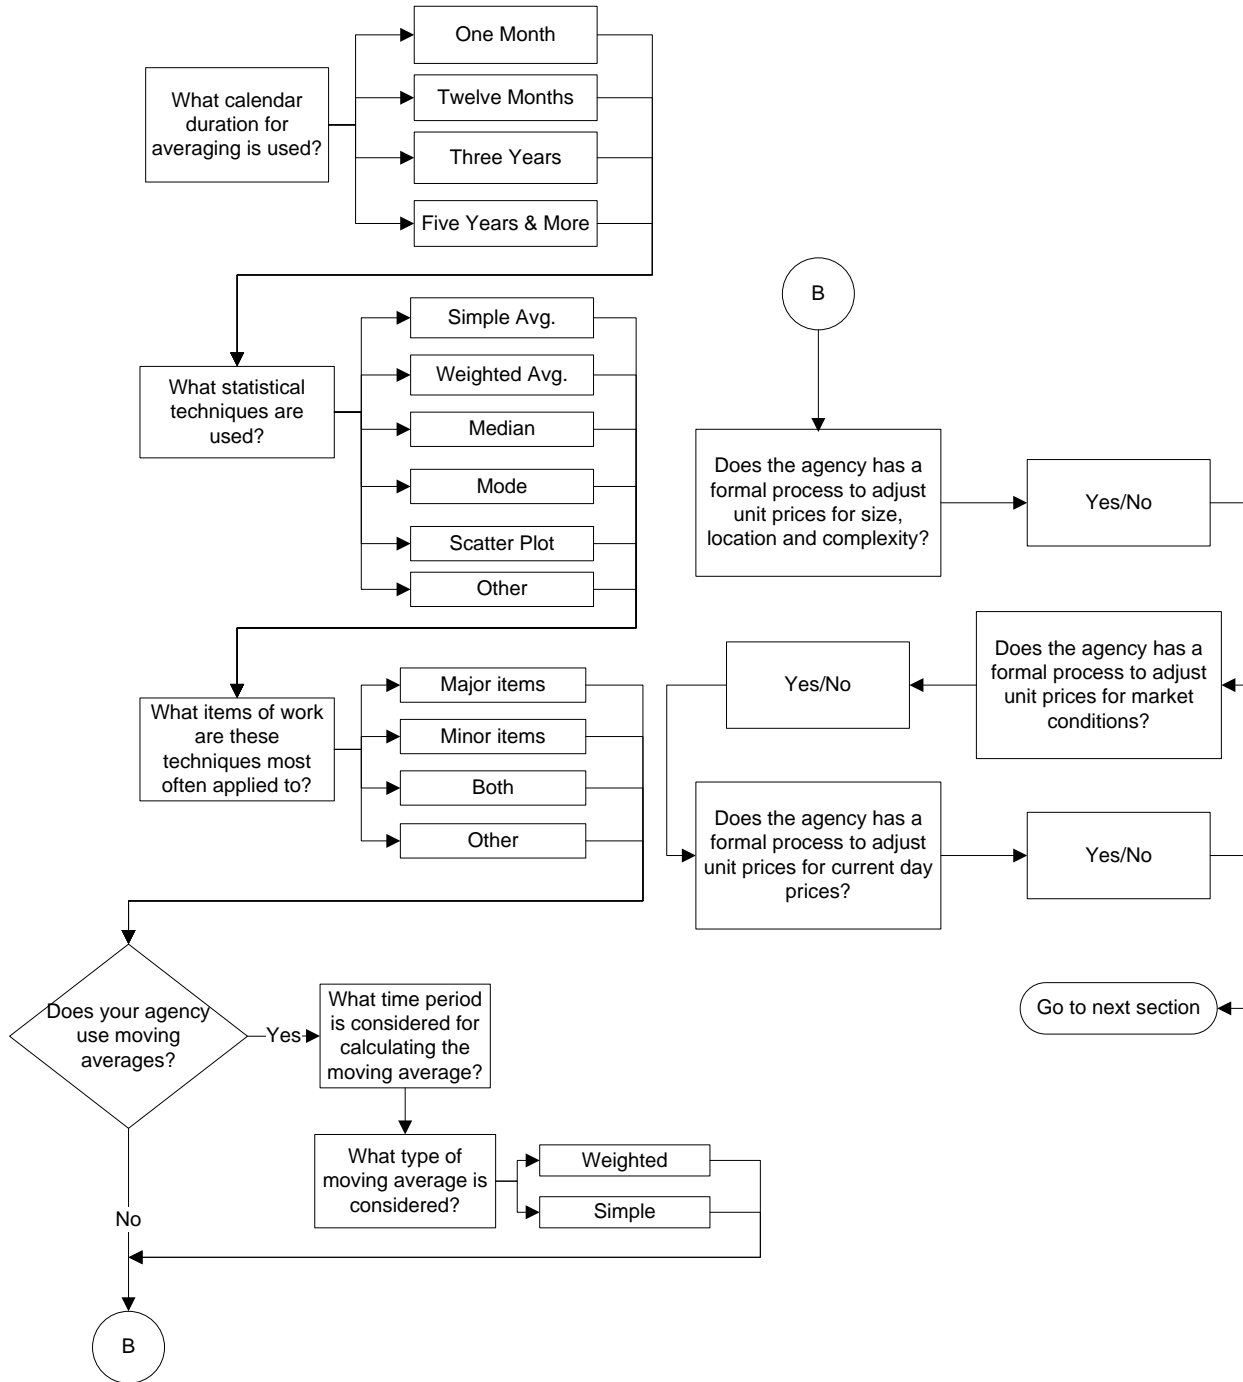 One Month
What calendar
duration for
averaging is used?
Twelve Months
Three Years
Five Years & More
Simple Avg.
What statistical
techniques are
used?
Weighted Avg.
Median
Mode
Scatter Plot
Other
What items of work
are these
techniques most
often applied to?
Major items
Minor items
Both
Other
Does your agency
use moving
averages?
Yes
What time period
is considered for
calculating the
moving average?
What type of
moving average is
considered?
Weighted
Simple
No
B
B
Does the agency has a
formal process to adjust
unit prices for size,
location and complexity?
Yes/No
Does the agency has a
formal process to adjust
unit prices for market
conditions?
Yes/No
Does the agency has a
formal process to adjust
unit prices for current day
prices?
Yes/No
Go to next section